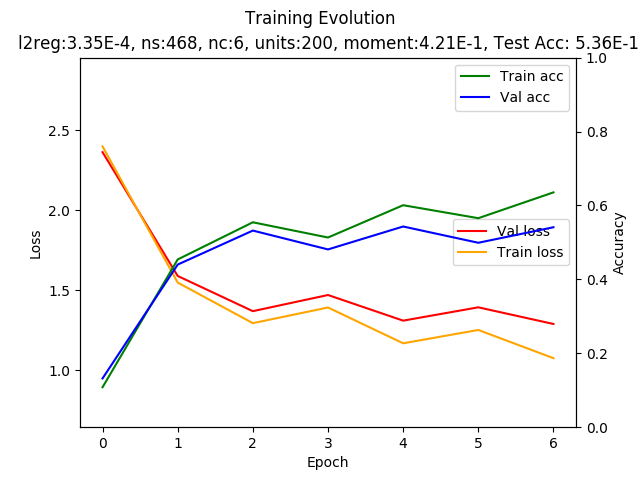 Training Evolution
l2reg:3.35E-4, ns:468, nc:6, units:200, moment:4.21E-1, Test Acc: 5.36E-1
Train acc
Val acc
Val loss
Train loss
Loss
2.5
2.0
1.5
1.0
1.0
0.8
0.6
0.4
0.2
0.0
Accuracy
0 1 2 3 4 5 6
Epoch